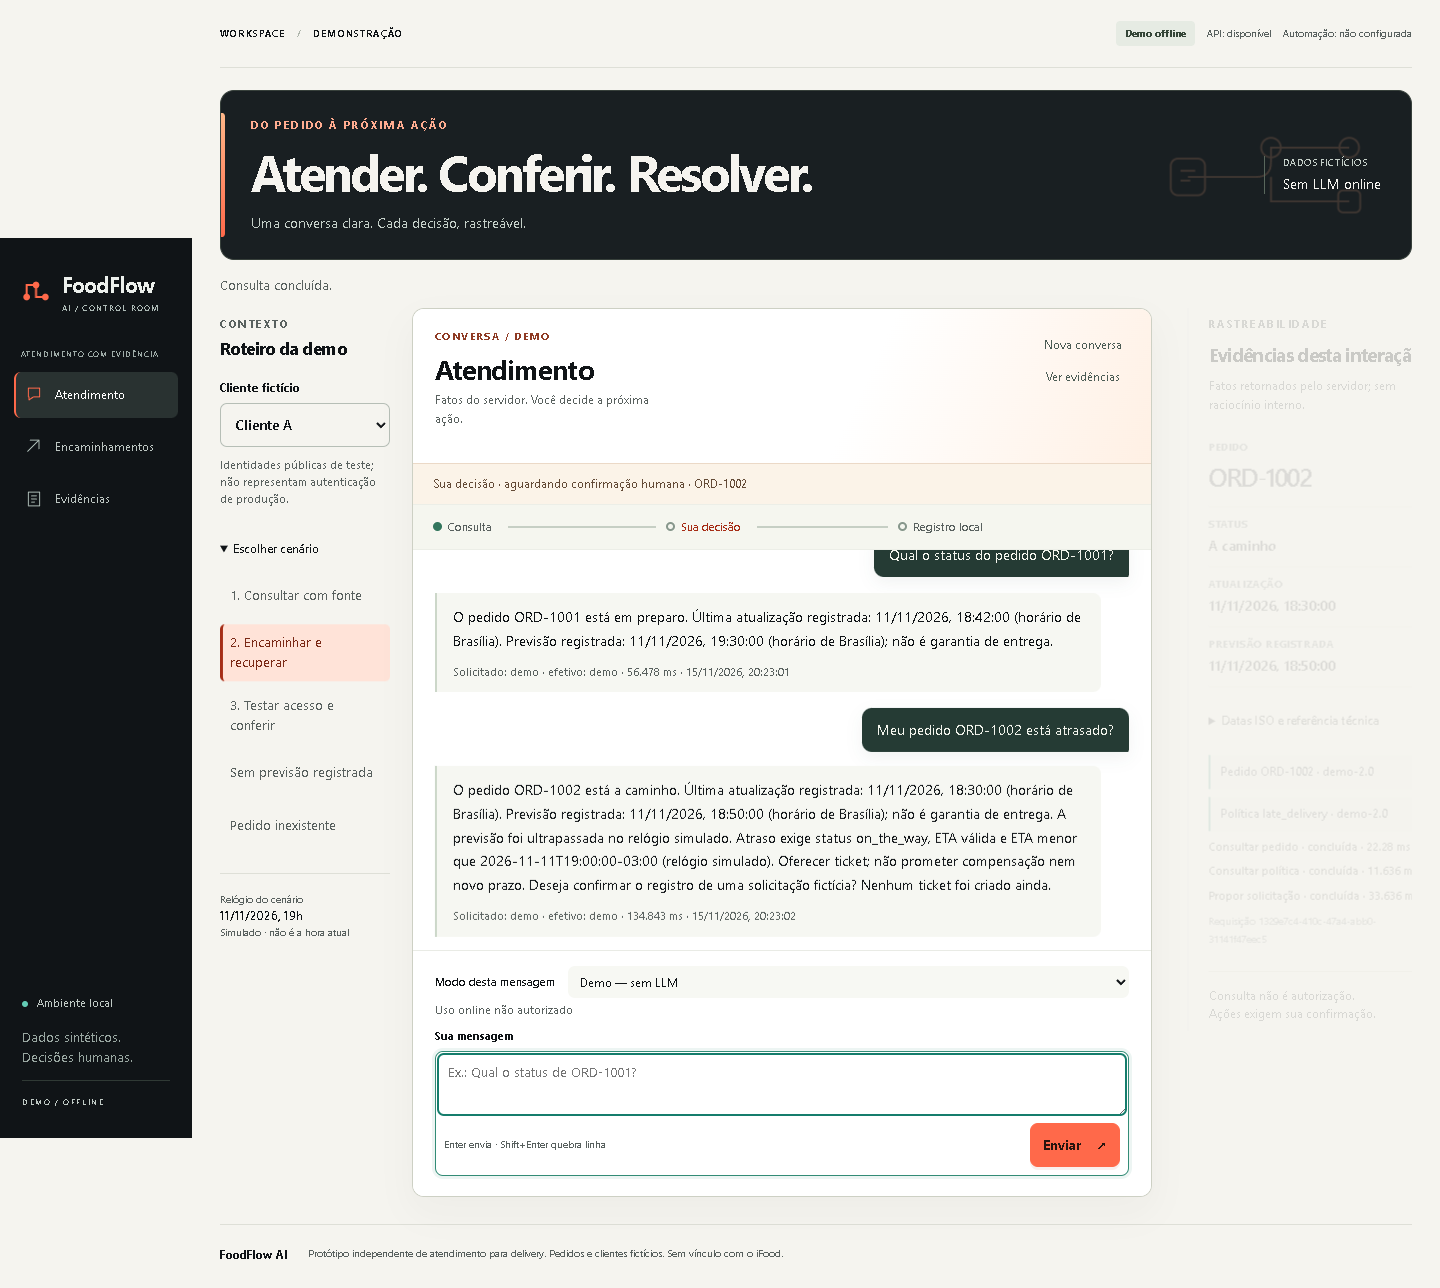 WORKSPACE / DEMONSTRAÇÃO
Demo offline API: disponível Automação: não configurada
DO PEDIDO À PRÓXIMA AÇÃO
Atender. Conferir. Resolver.
Uma conversa clara. Cada decisão, rastreável.
DADOS FICTÍCIOS
Sem LLM online
FoodFlow
AI / CONTROL ROOM
ATENDIMENTO COM EVIDÊNCIA
Atendimento
Encaminhamentos
Evidências
Ambiente local
Dados sintéticos.
Decisões humanas.
DEMO / OFFLINE
Consulta concluída.
CONTEXTO
Roteiro da demo
Cliente fictício
Cliente A
Identidades públicas de teste;
não representam autenticação
de produção.
▼ Escolher cenário
1. Consultar com fonte
2. Encaminhar e
recuperar
3. Testar acesso e
conferir
Sem previsão registrada
Pedido inexistente
Relógio do cenário
11/11/2026, 19h
Simulado · não é a hora atual
CONVERSA / DEMO
Atendimento
Fatos do servidor. Você decide a próxima
ação.
Nova conversa
Ver evidências
Sua decisão · aguardando confirmação humana · ORD-1002
Consulta Sua decisão Registro local
Qual o status do pedido ORD-1001?
O pedido ORD-1001 está em preparo. Última atualização registrada: 11/11/2026, 18:42:00 (horário de
Brasília). Previsão registrada: 11/11/2026, 19:30:00 (horário de Brasília); não é garantia de entrega.
Solicitado: demo · efetivo: demo · 56.478 ms · 15/11/2026, 20:23:01
Meu pedido ORD-1002 está atrasado?
O pedido ORD-1002 está a caminho. Última atualização registrada: 11/11/2026, 18:30:00 (horário de
Brasília). Previsão registrada: 11/11/2026, 18:50:00 (horário de Brasília); não é garantia de entrega. A
previsão foi ultrapassada no relógio simulado. Atraso exige status on_the_way, ETA válida e ETA menor
que 2026-11-11T19:00:00-03:00 (relógio simulado). Oferecer ticket; não prometer compensação nem
novo prazo. Deseja confirmar o registro de uma solicitação fictícia? Nenhum ticket foi criado ainda.
Solicitado: demo · efetivo: demo · 134.843 ms · 15/11/2026, 20:23:02
Modo desta mensagem Demo — sem LLM
Uso online não autorizado
Sua mensagem
Ex.: Qual o status de ORD-1001?
Enter envia · Shift+Enter quebra linha
Enviar ↗
RASTREABILIDADE
Evidências desta interaçã
Fatos retornados pelo servidor; sem
raciocínio interno.
PEDIDO
ORD-1002
STATUS
A caminho
ATUALIZAÇÃO
11/11/2026, 18:30:00
PREVISÃO REGISTRADA
11/11/2026, 18:50:00
▶ Datas ISO e referência técnica
Pedido ORD-1002 · demo-2.0
Política late_delivery · demo-2.0
Consultar pedido · concluída · 22.28 ms
Consultar política · concluída · 11.636 m
Propor solicitação · concluída · 33.636 m
Consulta não é autorização.
Ações exigem sua confirmação.
FoodFlow AI Protótipo independente de atendimento para delivery. Pedidos e clientes fictícios. Sem vínculo com o iFood.